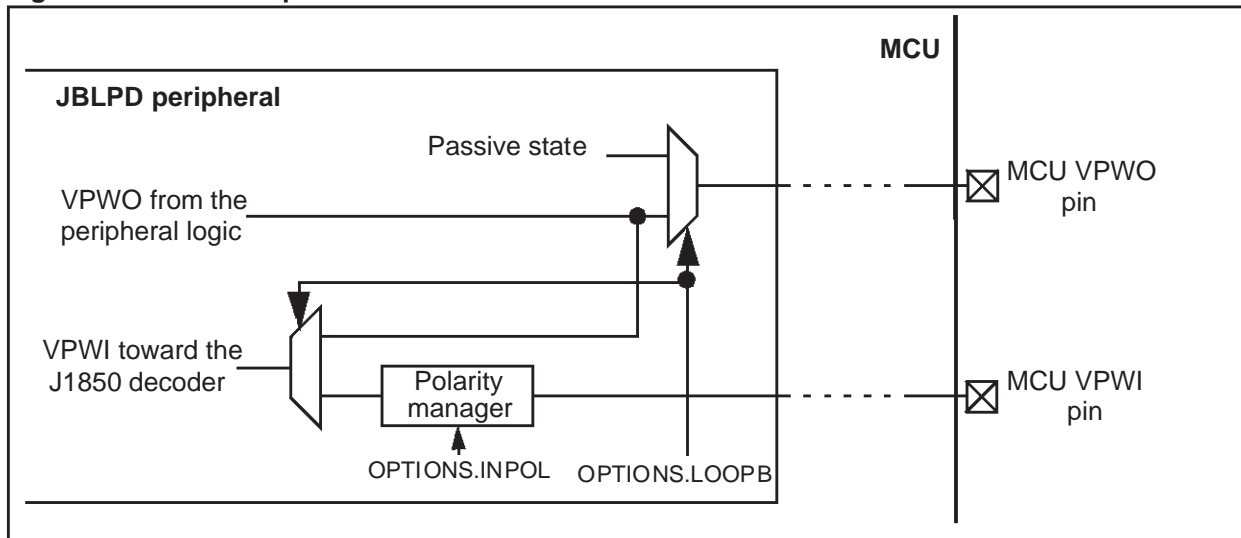 MCU
JBLPD peripheral
Passive state
MCU VPWO
pin
VPWO from the
peripheral logic
VPWI toward the
J1850 decoder
Polarity
manager
MCU VPWI
pin
OPTIONS.INPOL
OPTIONS.LOOPB